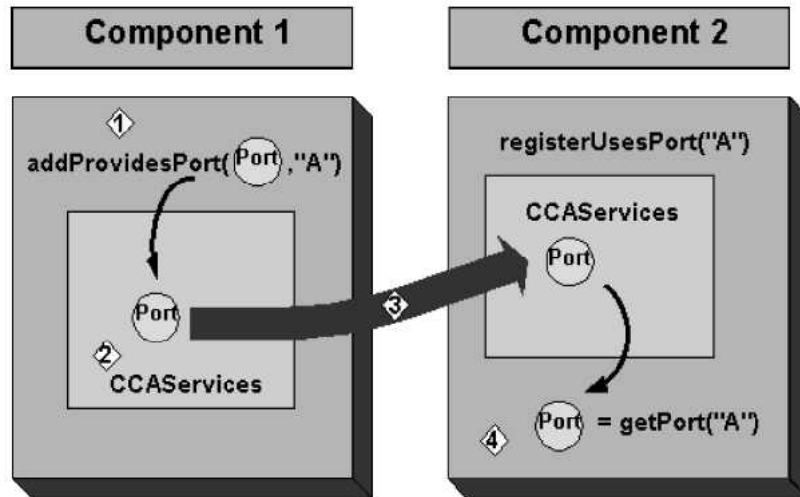 Component 1
Component 2
1
addProvidesPort(Port,"A")
Port
2
CCAServices
3
registerUsesPort("A")
CCAServices
Port
4
Port = getPort("A")